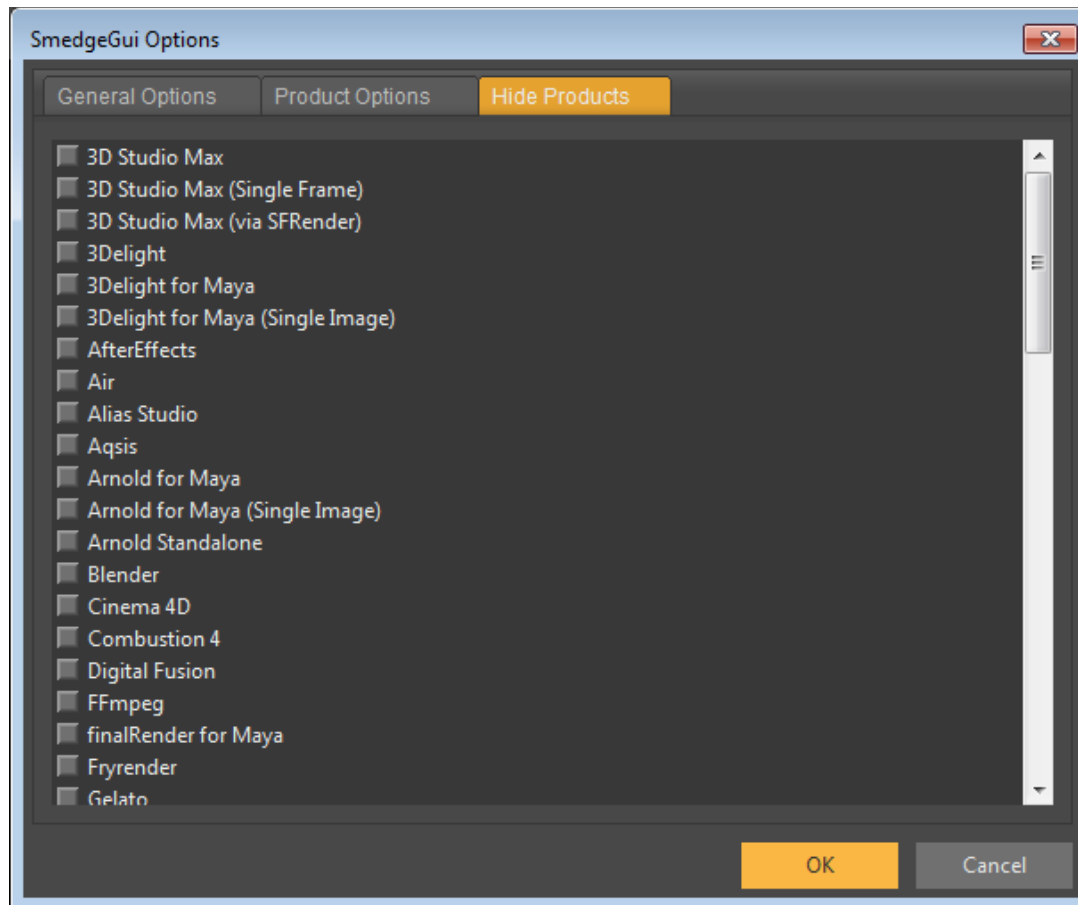 SmedgeGui Options
General Options
Product Options
Hide Products
3D Studio Max
3D Studio Max (Single Frame)
3D Studio Max (via SFRender)
3Delight
3Delight for Maya
3Delight for Maya (Single Image)
AfterEffects
Air
Alias Studio
Aqsis
Arnold for Maya
Arnold for Maya (Single Image)
Arnold Standalone
Blender
Cinema 4D
Combustion 4
Digital Fusion
FFmpeg
finalRender for Maya
Fryrender
Gelato
OK
Cancel